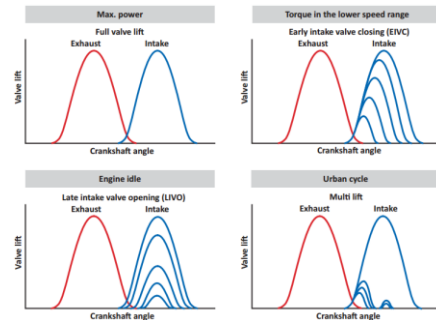 Max. power
Full valve lift
Exhaust Intake
Valve lift
Crankshaft angle
Torque in the lower speed range
Early intake valve closing (EIVC)
Exhaust Intake
Valve lift
Crankshaft angle
Engine idle
Late intake valve opening (LIVO)
Exhaust Intake
Valve lift
Crankshaft angle
Urban cycle
Multi lift
Exhaust Intake
Valve lift
Crankshaft angle